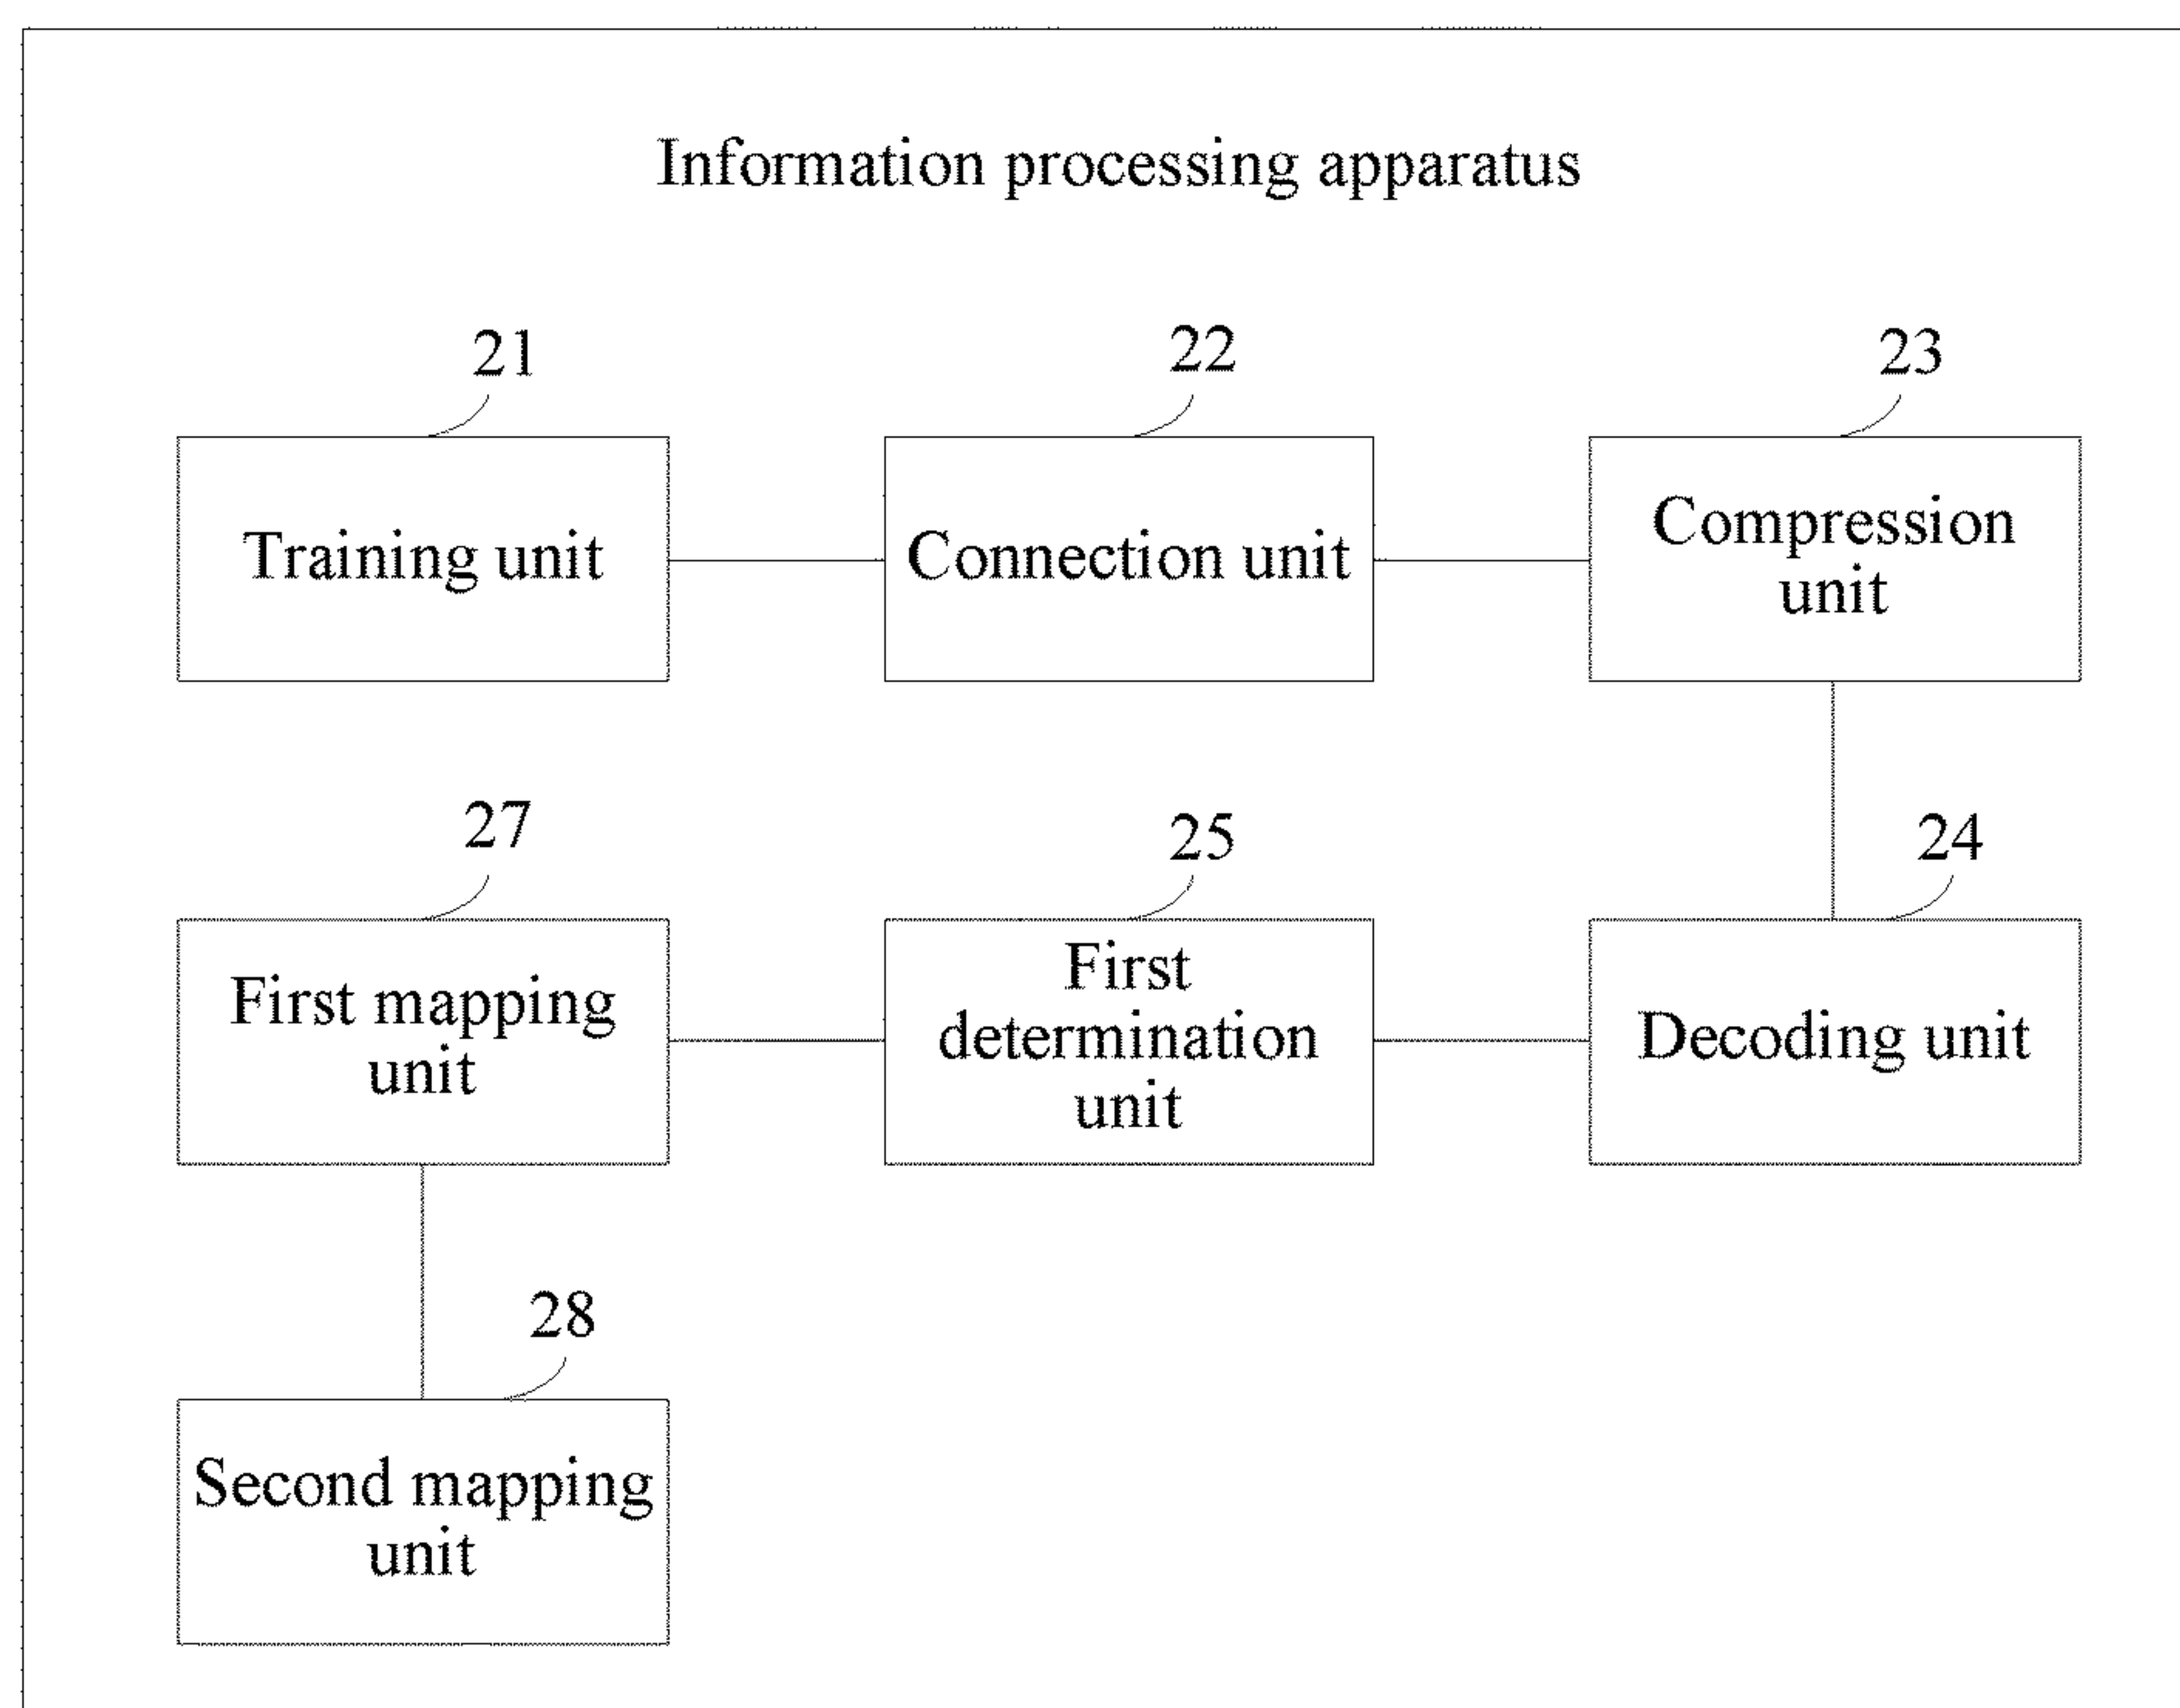 Information processing apparatus
21
22
23
Training unit
Connection unit
Compression
unit
27
25
24
First mapping
unit
First
determination
unit
Decoding unit
28
Second mapping
unit